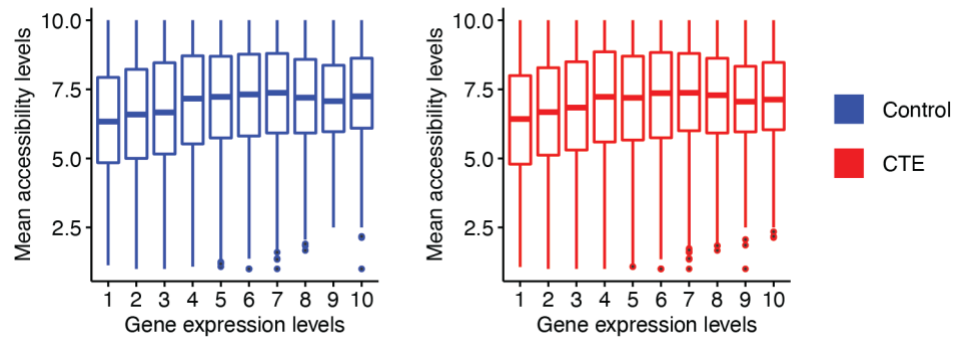 Mean accessibility levels
10.0
7.5
5.0
2.5
1 2 3 4 5 6 7 8 9 10
Gene expression levels
Mean accessibility levels
10.0
7.5
5.0
2.5
1 2 3 4 5 6 7 8 9 10
Gene expression levels
Control
CTE